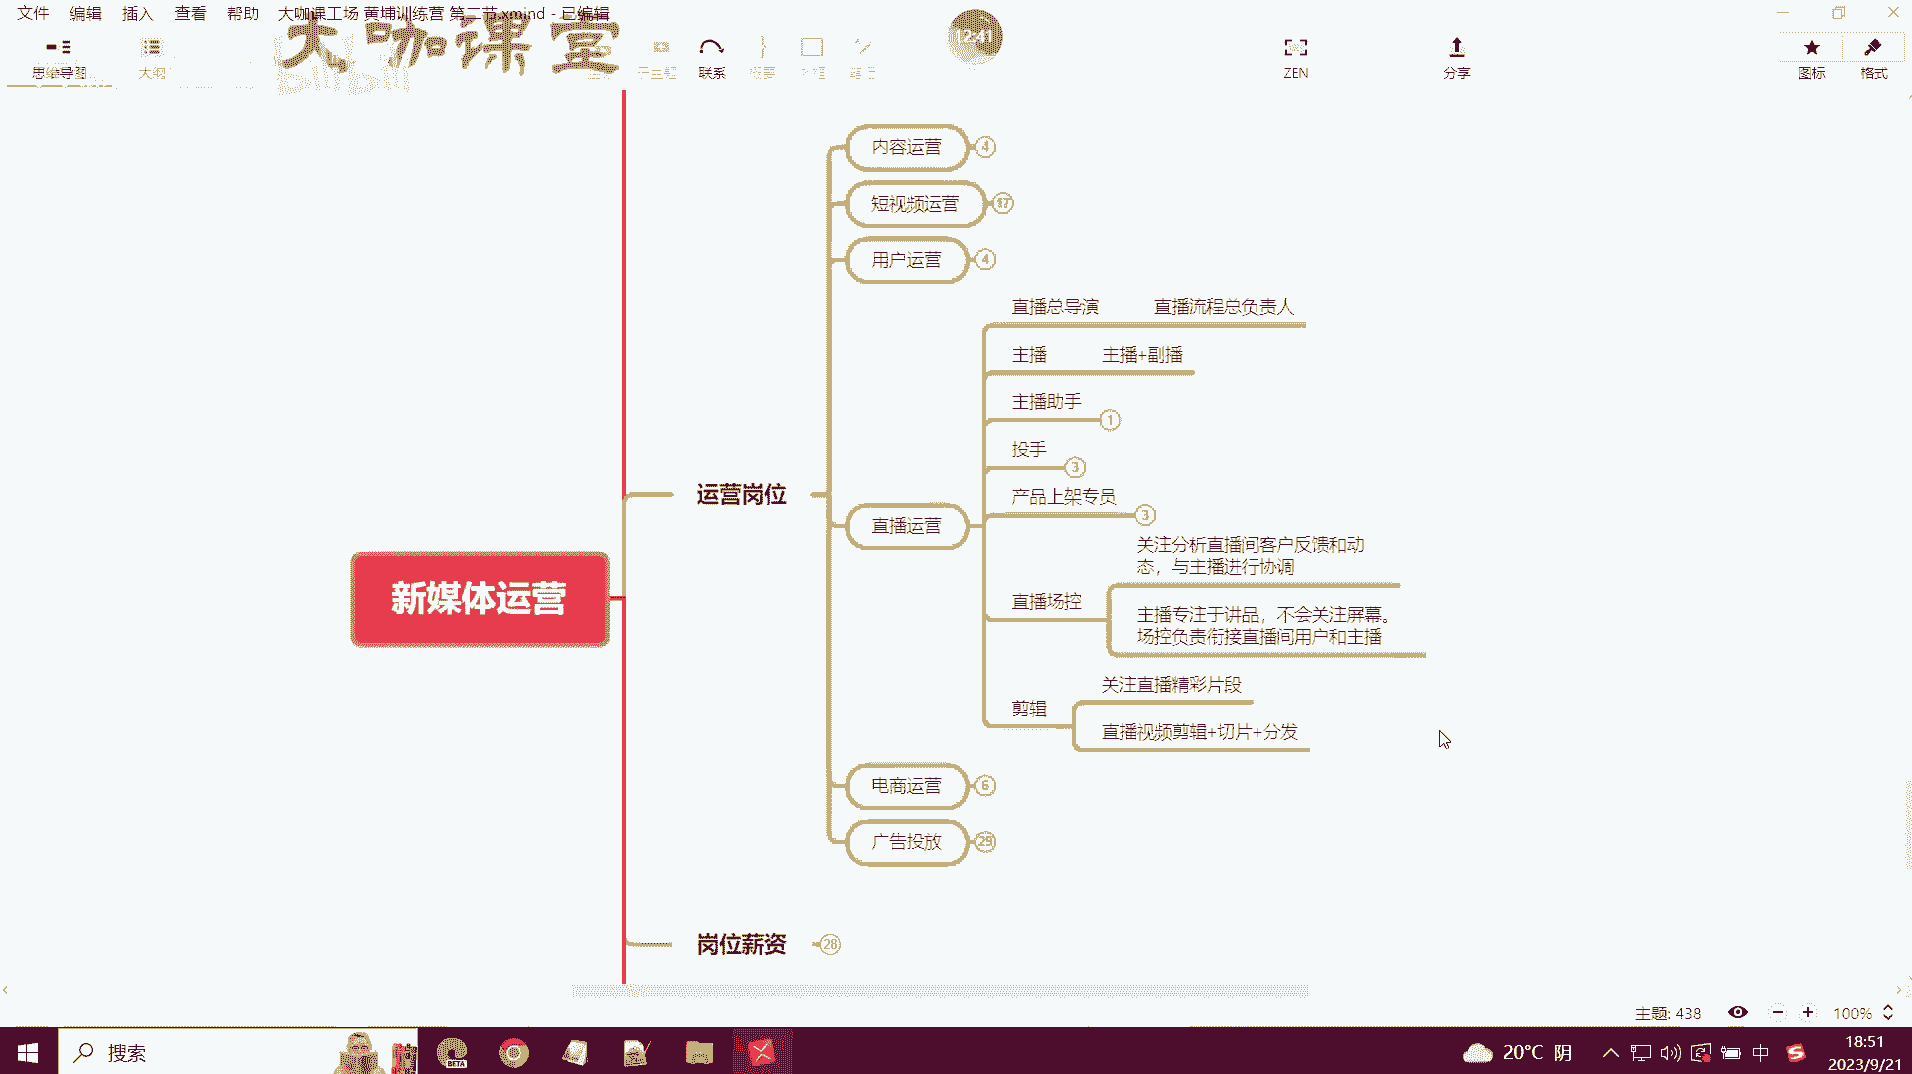 文件 编辑 插入 查看 帮助 大咖课工场 黄埔训练营 第二节.xmind - 已编辑
大咖课堂
bilibili
12:41
思维导图
大纲
子主题
联系
概要
ZEN
分享
图标
格式
内容运营 4
短视频运营 17
用户运营 4
直播总导演 直播流程总负责人
主播 主播+副播
主播助手 1
投手 3
产品上架专员 3
运营岗位
直播运营
关注分析直播间客户反馈和动
态，与主播进行协调
直播场控
主播专注于讲品，不会关注屏幕。
场控负责衔接直播间用户和主播
新媒体运营
关注直播精彩片段
剪辑
直播视频剪辑+切片+分发
电商运营 6
广告投放 29
岗位薪资 28
主题: 438
100%
搜索
BETA
20°C 阴
中
18:51
2023/9/21